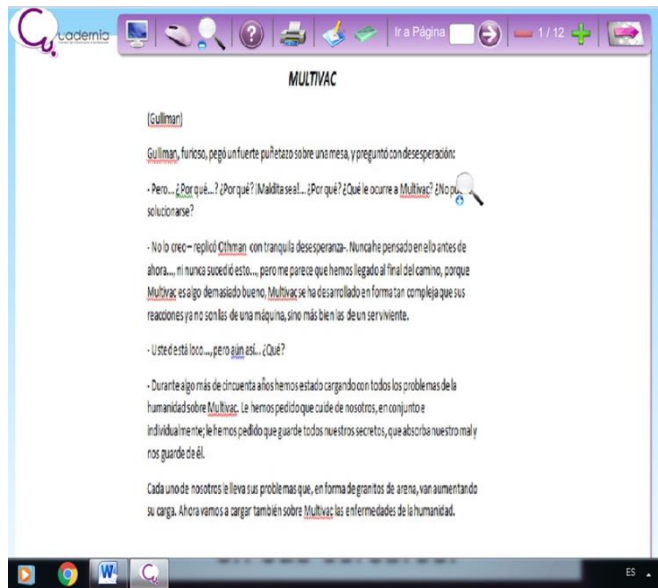 Cuadernia
Ir a Página
1 / 12
MULTIVAC
(Gulliman)
Gulliman, furioso, pegó un fuerte puñetazo sobre una mesa, y preguntó con desesperación:
- Pero... ¿Por qué...? ¿Por qué? ¡Maldita sea!... ¿Por qué? ¿Qué le ocurre a Multivac? ¿No
solucionarse?
- No lo creo – replicó Othman con tranquila desesperanza-. Nunca he pensado en ello antes de
ahora..., ni nunca sucedió esto..., pero me parece que hemos llegado al final del camino, porque
Multivac es algo demasiado bueno, Multivac se ha desarrollado en forma tan compleja que sus
reacciones ya no son las de una máquina, sino más bien las de un ser viviente.
- Usted está loco..., pero aún así... ¿Qué?
- Durante algo más de cincuenta años hemos estado cargando con todos los problemas de la
humanidad sobre Multivac. Le hemos pedido que cuide de nosotros, en conjunto e
individualmente; le hemos pedido que guarde todos nuestros secretos, que absorba nuestro mal y
nos guarde de él.
Cada uno de nosotros le lleva sus problemas que, en forma de granitos de arena, van aumentando
su carga. Ahora vamos a cargar también sobre Multivac las enfermedades de la humanidad.
ES